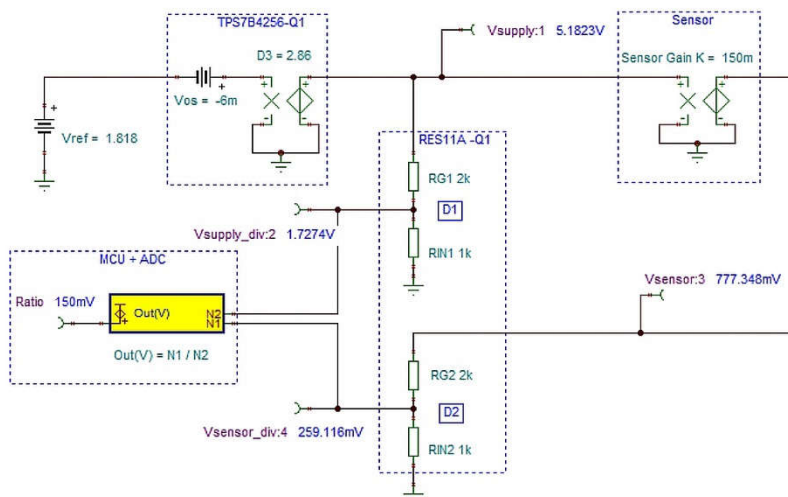 TPS7B4256-Q1
D3 = 2.86
Vos = -6m
Vref = 1.818
Vsupply:1 5.1823V
Sensor
Sensor Gain K = 150m
RES11A -Q1
RG1 2k
D1
RIN1 1k
Vsupply_div:2 1.7274V
MCU + ADC
Ratio 150mV
Out(V)
N2
N1
Out(V) = N1 / N2
Vsensor:3 777.348mV
RG2 2k
D2
RIN2 1k
Vsensor_div:4 259.116mV